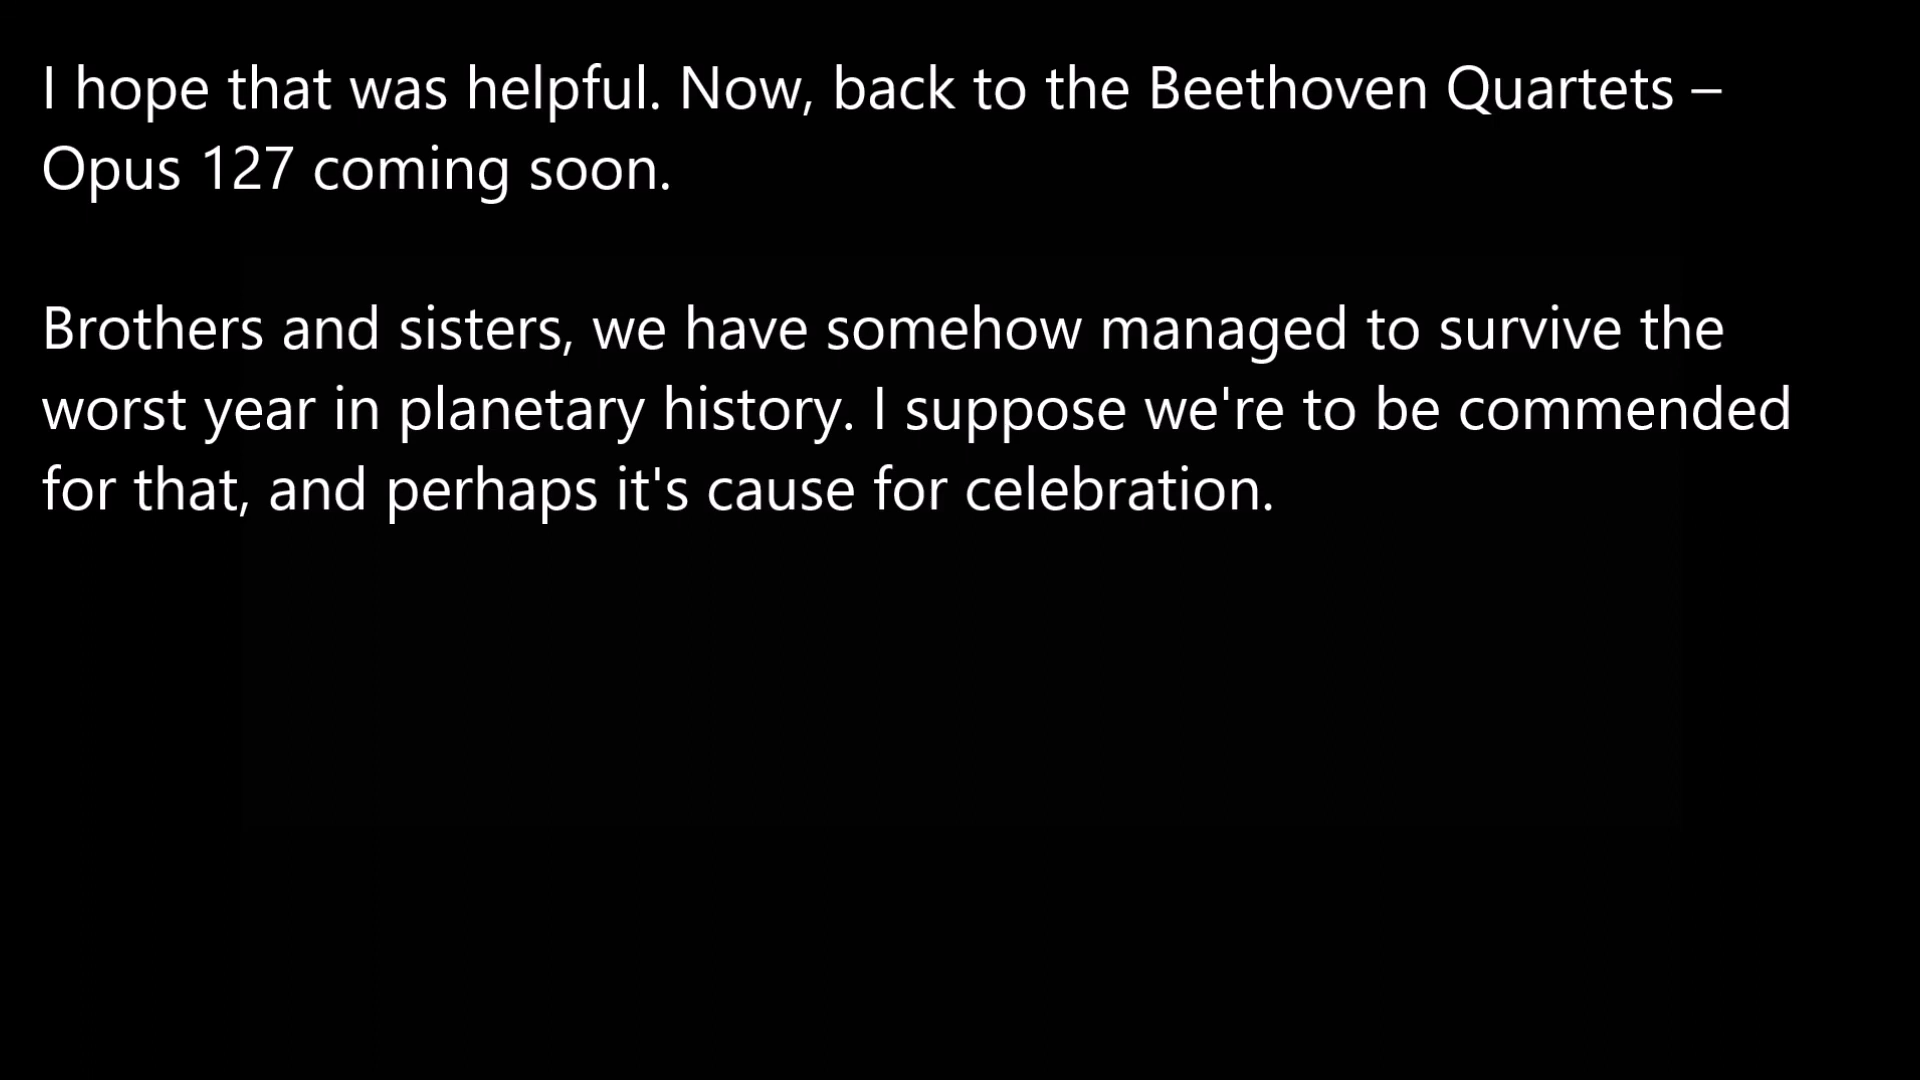 I hope that was helpful. Now, back to the Beethoven Quartets –
Opus 127 coming soon.
Brothers and sisters, we have somehow managed to survive the
worst year in planetary history. I suppose we're to be commended
for that, and perhaps it's cause for celebration.